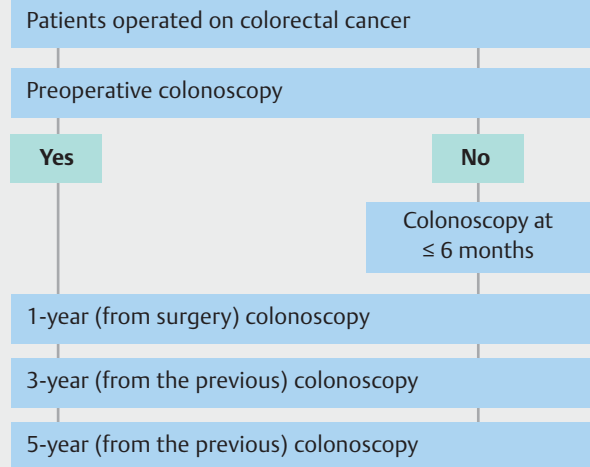 Patients operated on colorectal cancer
Preoperative colonoscopy
Yes
No
Colonoscopy at
≤ 6 months
1-year (from surgery) colonoscopy
3-year (from the previous) colonoscopy
5-year (from the previous) colonoscopy